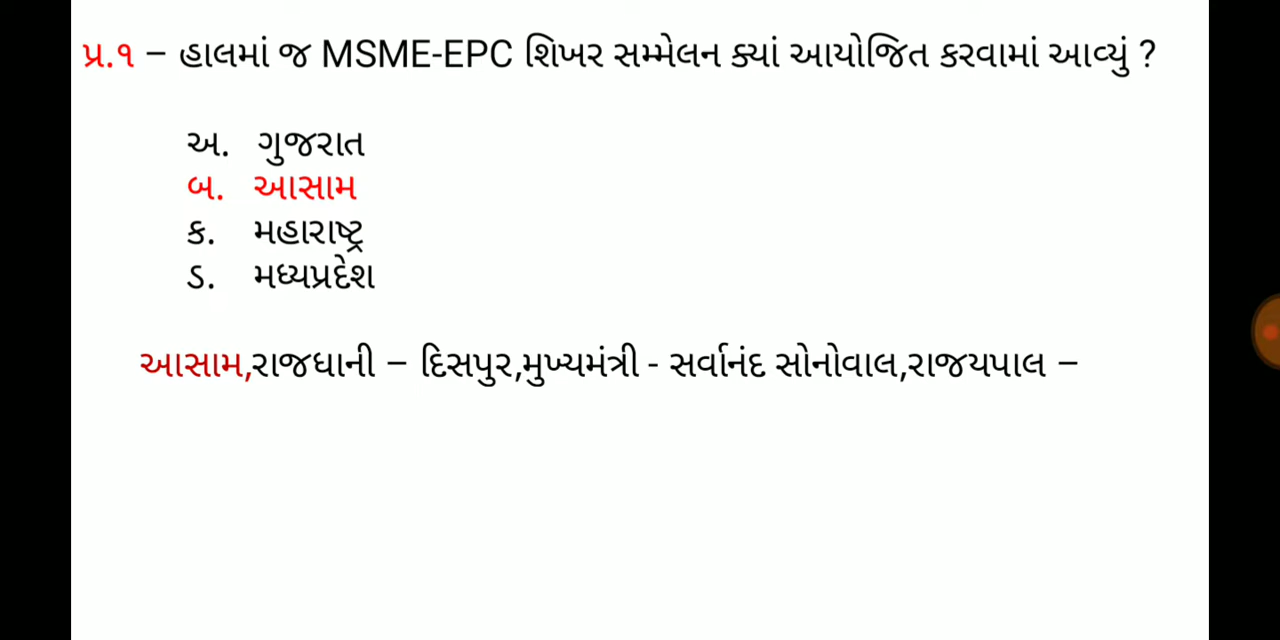 પ્ર.૧ – હાલમાં જ MSME-EPC શિખર સમ્મેલન ક્યાં આયોજિત કરવામાં આવ્યું ?
અ. ગુજરાત
બ. આસામ
ક. મહારાષ્ટ્ર
ડ. મધ્યપ્રદેશ
આસામ,રાજધાની – દિસપુર,મુખ્યમંત્રી - સર્વાનંદ સોનોવાલ,રાજયપાલ –